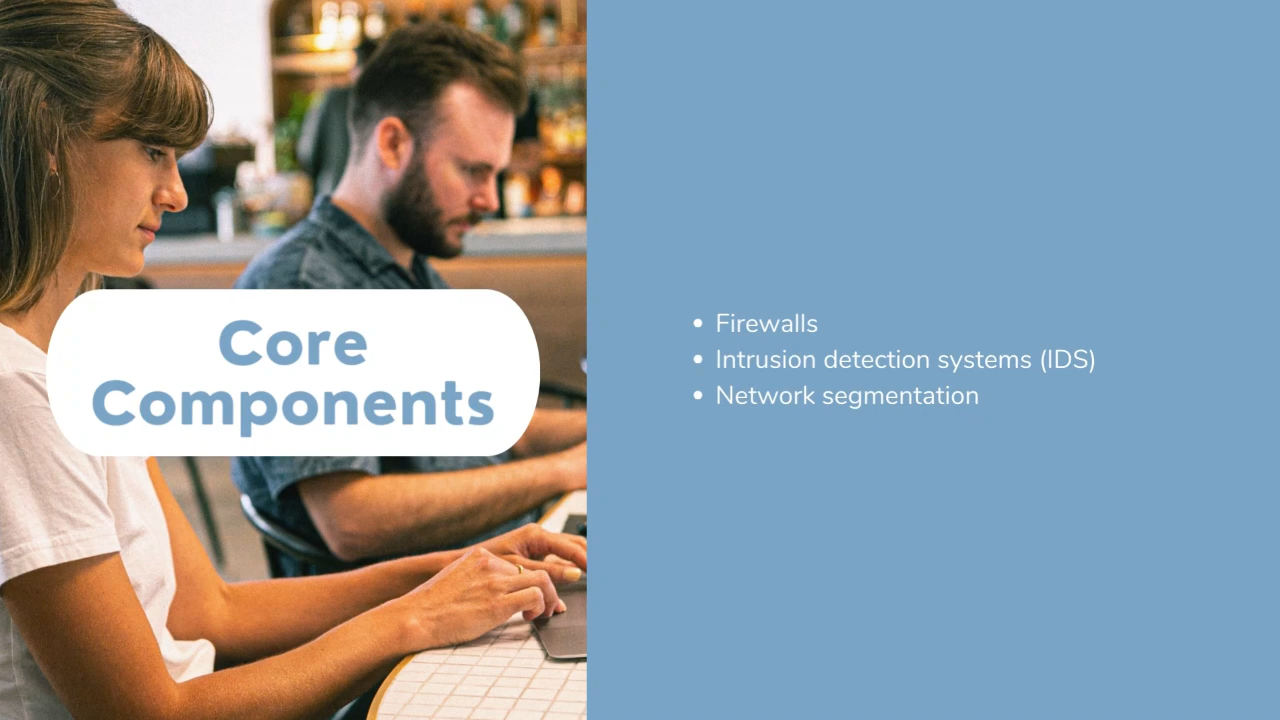 Core
Components
• Firewalls
• Intrusion detection systems (IDS)
• Network segmentation